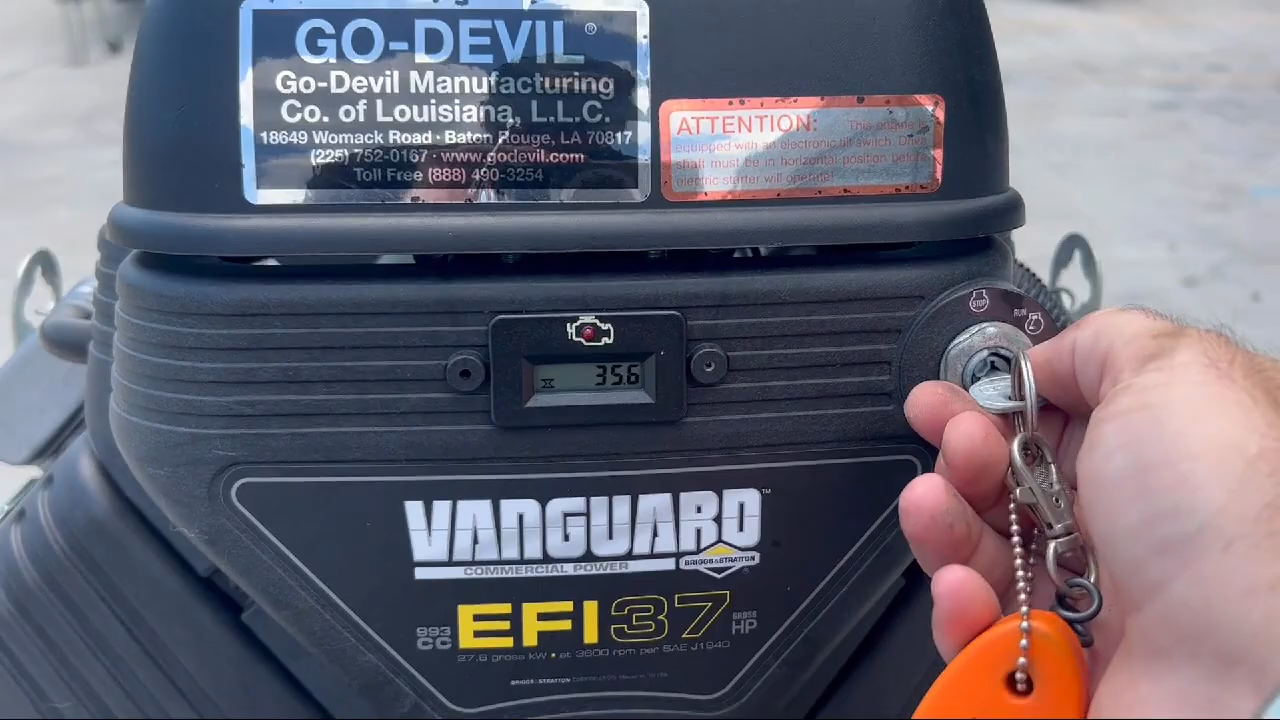 GO-DEVIL®
Go-Devil Manufacturing
Co. of Louisiana, L.L.C.
18649 Womack Road · Baton Rouge, LA 70817
(225) 752-0167 · www.godevil.com
Toll Free (888) 490-3254
ATTENTION: This engine is
equipped with an electronic tilt switch. Drive
shaft must be in horizontal position before
electric starter will operate!
STOP
RUN
35.6
VANGUARD™
COMMERCIAL POWER
BRIGGS&STRATTON
993
CC
EFI 37
GROSS
HP
27.6 gross kW • at 3600 rpm per SAE J1940
BRIGGS & STRATTON